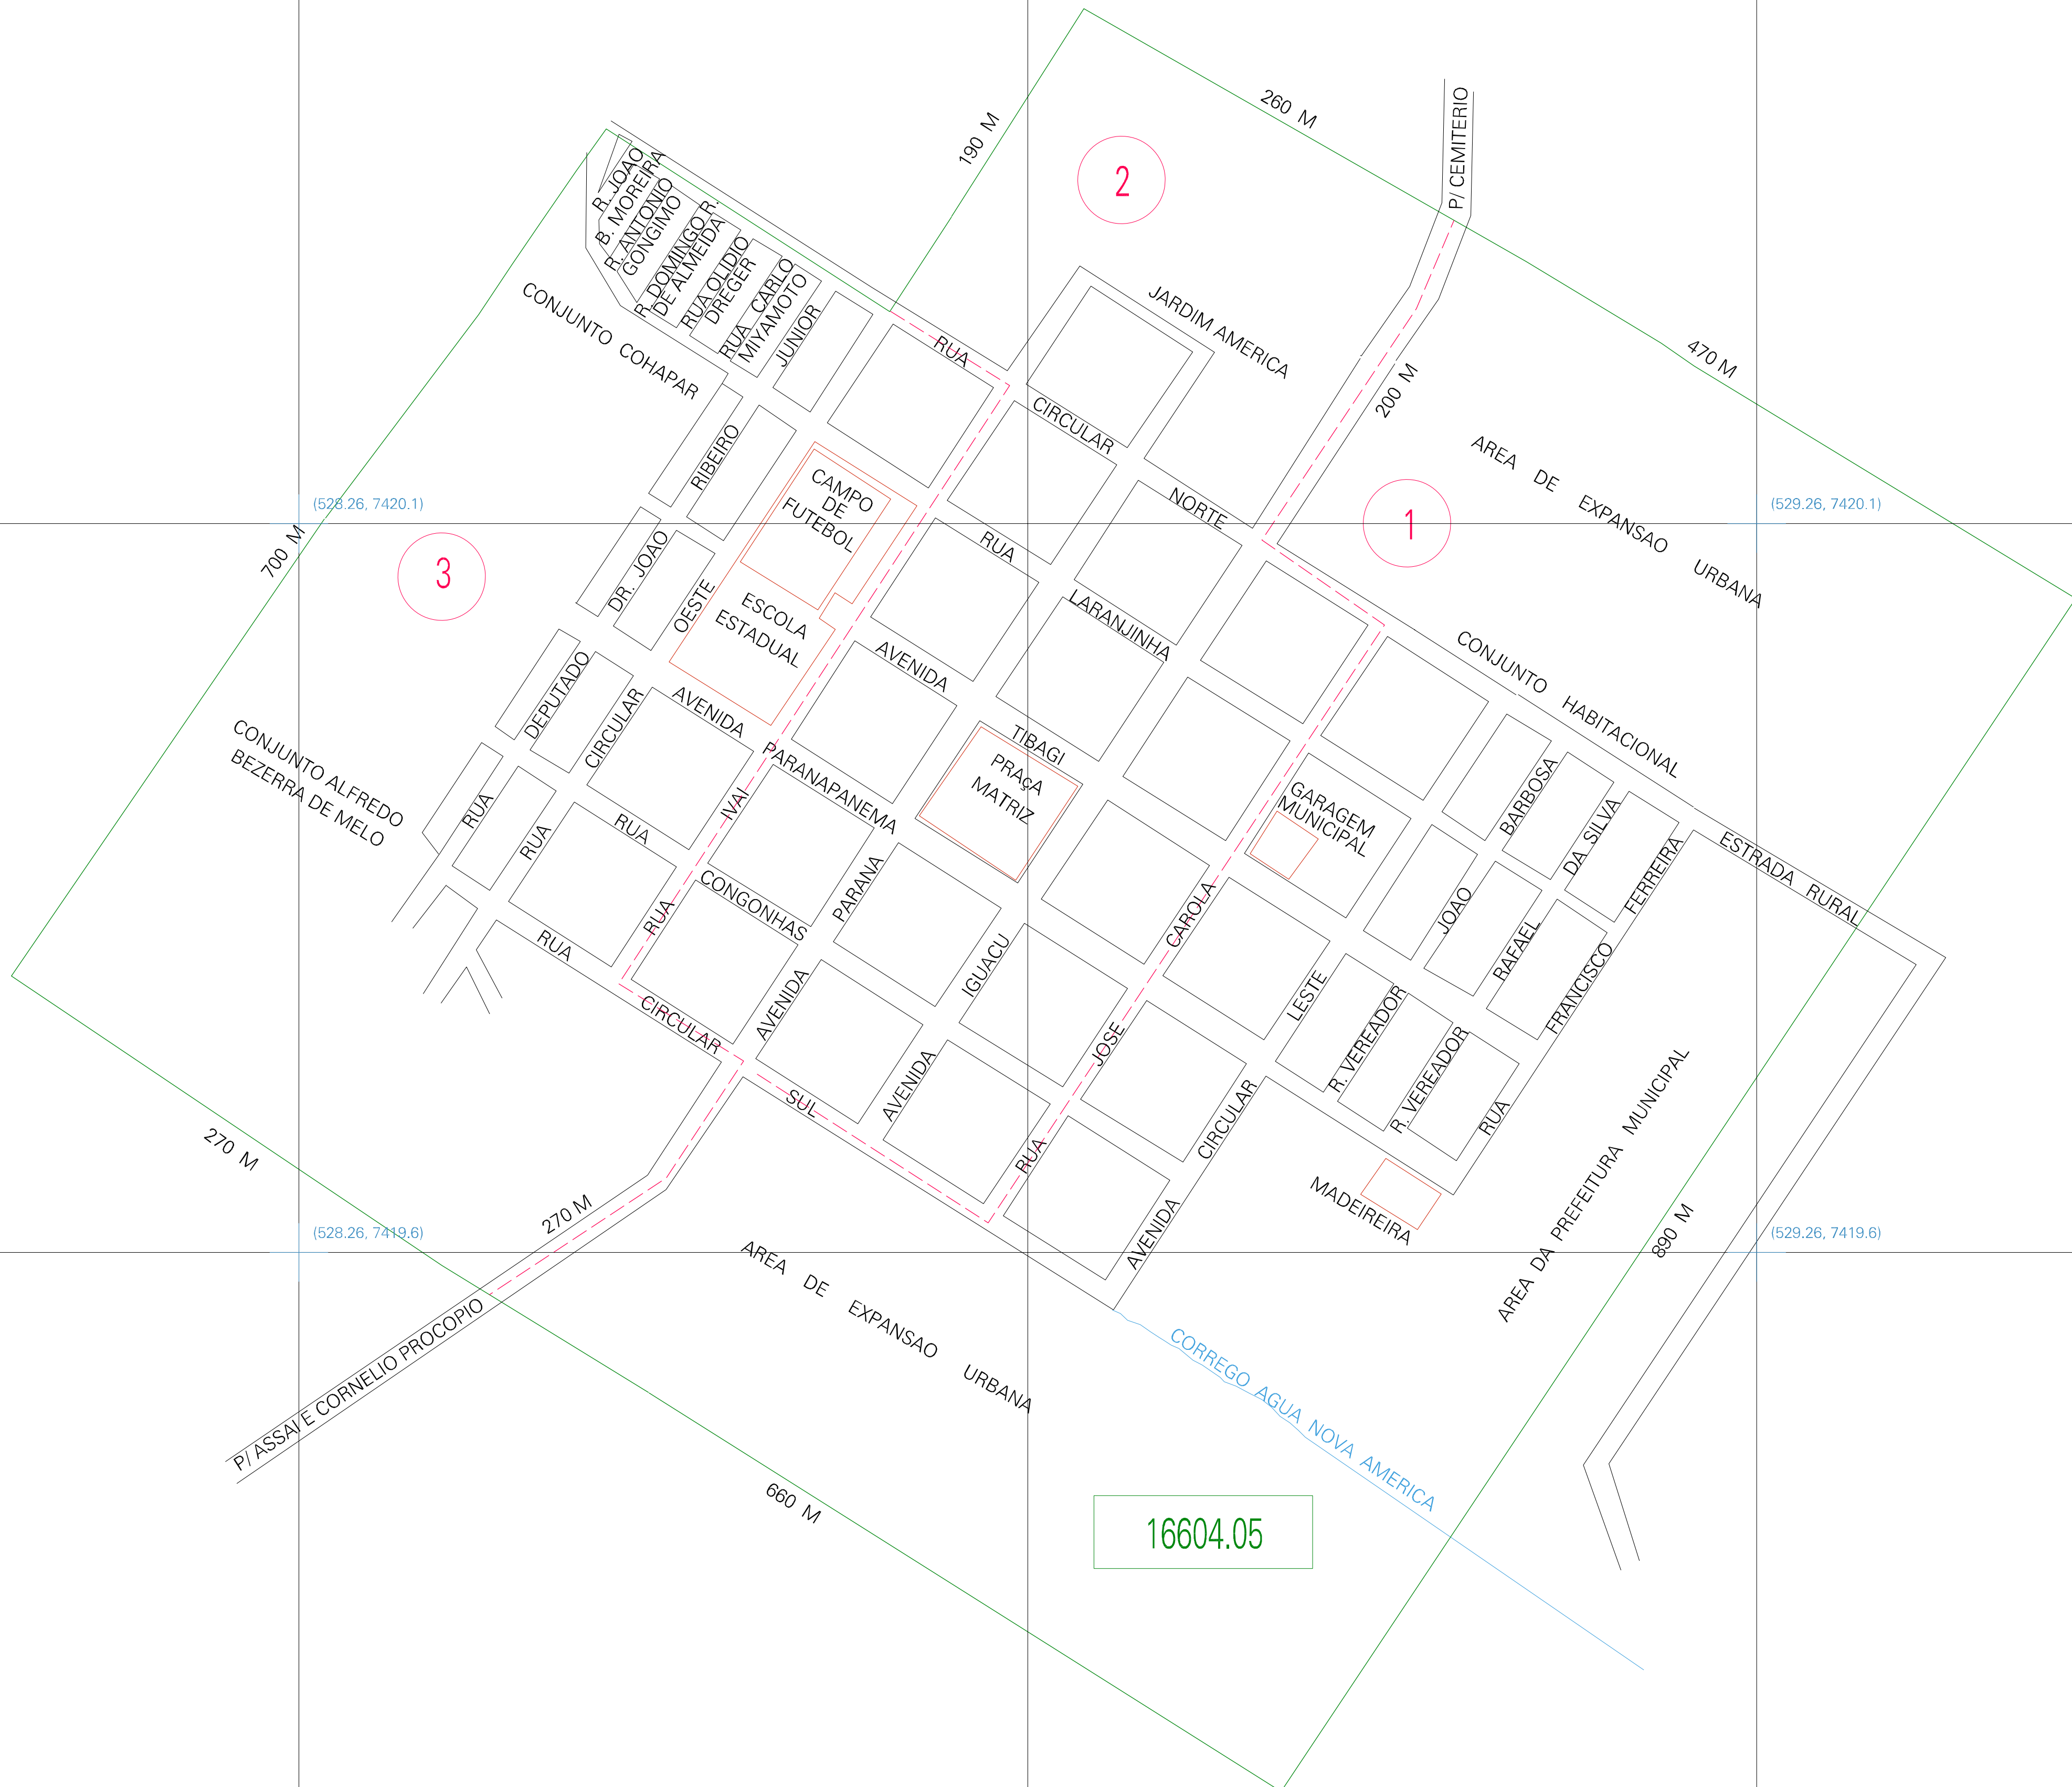 260 M
P/ CEMITERIO
190 M
2
R. JOAO
B. MOREIRA
R. ANTONIO
GONGIMO
R. DOMINGO R.
DE ALMEIDA
RUA OLIDIO
DREGER
RUA CARLO
MIYAMOTO
JUNIOR
CONJUNTO COHAPAR
RUA
CIRCULAR
NORTE
JARDIM AMERICA
200 M
470 M
AREA DE EXPANSAO URBANA
1
(528.26, 7420.1)
(529.26, 7420.1)
700 M
3
RIBEIRO
DR. JOAO
DEPUTADO
RUA
CAMPO
DE
FUTEBOL
ESCOLA
ESTADUAL
OESTE
CIRCULAR
RUA
RUA
LARANJINHA
AVENIDA
TIBAGI
AVENIDA
PARANAPANEMA
PRAçA
MATRIZ
CONJUNTO HABITACIONAL
ESTRADA RURAL
CONJUNTO ALFREDO
BEZERRA DE MELO
IVAI
RUA
RUA
CONGONHAS
PARANA
AVENIDA
IGUACU
AVENIDA
CAROLA
JOSE
RUA
GARAGEM
MUNICIPAL
BARBOSA
JOAO
R. VEREADOR
DA SILVA
RAFAEL
R. VEREADOR
FERREIRA
FRANCISCO
RUA
LESTE
CIRCULAR
AVENIDA
RUA
CIRCULAR
SUL
AREA DA PREFEITURA MUNICIPAL
MADEIREIRA
890 M
270 M
270 M
(528.26, 7419.6)
(529.26, 7419.6)
P/ ASSAI E CORNELIO PROCOPIO
AREA DE EXPANSAO URBANA
CORREGO AGUA NOVA AMERICA
660 M
16604.05